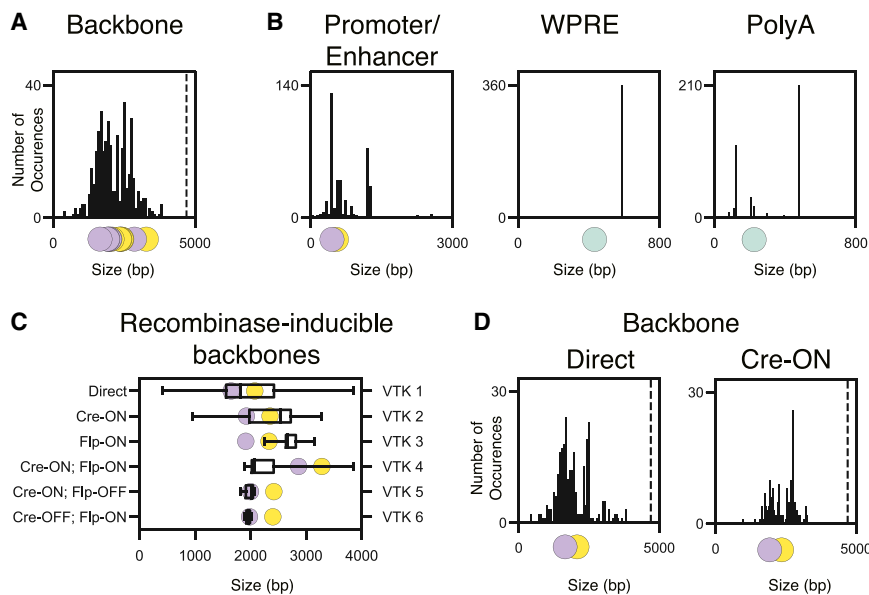 A
Backbone
40
Number of
Occurences
0
0
5000
Size (bp)
B
Promoter/
Enhancer
140
0
0
3000
Size (bp)
WPRE
360
0
0
800
Size (bp)
PolyA
210
0
0
800
Size (bp)
C
Recombinase-inducible
backbones
Direct
VTK 1
Cre-ON
VTK 2
Flp-ON
VTK 3
Cre-ON; Flp-ON
VTK 4
Cre-ON; Flp-OFF
VTK 5
Cre-OFF; Flp-ON
VTK 6
0
1000
2000
3000
4000
Size (bp)
D
Backbone
Direct
30
Number of
Occurences
0
0
5000
Size (bp)
Cre-ON
30
0
0
5000
Size (bp)